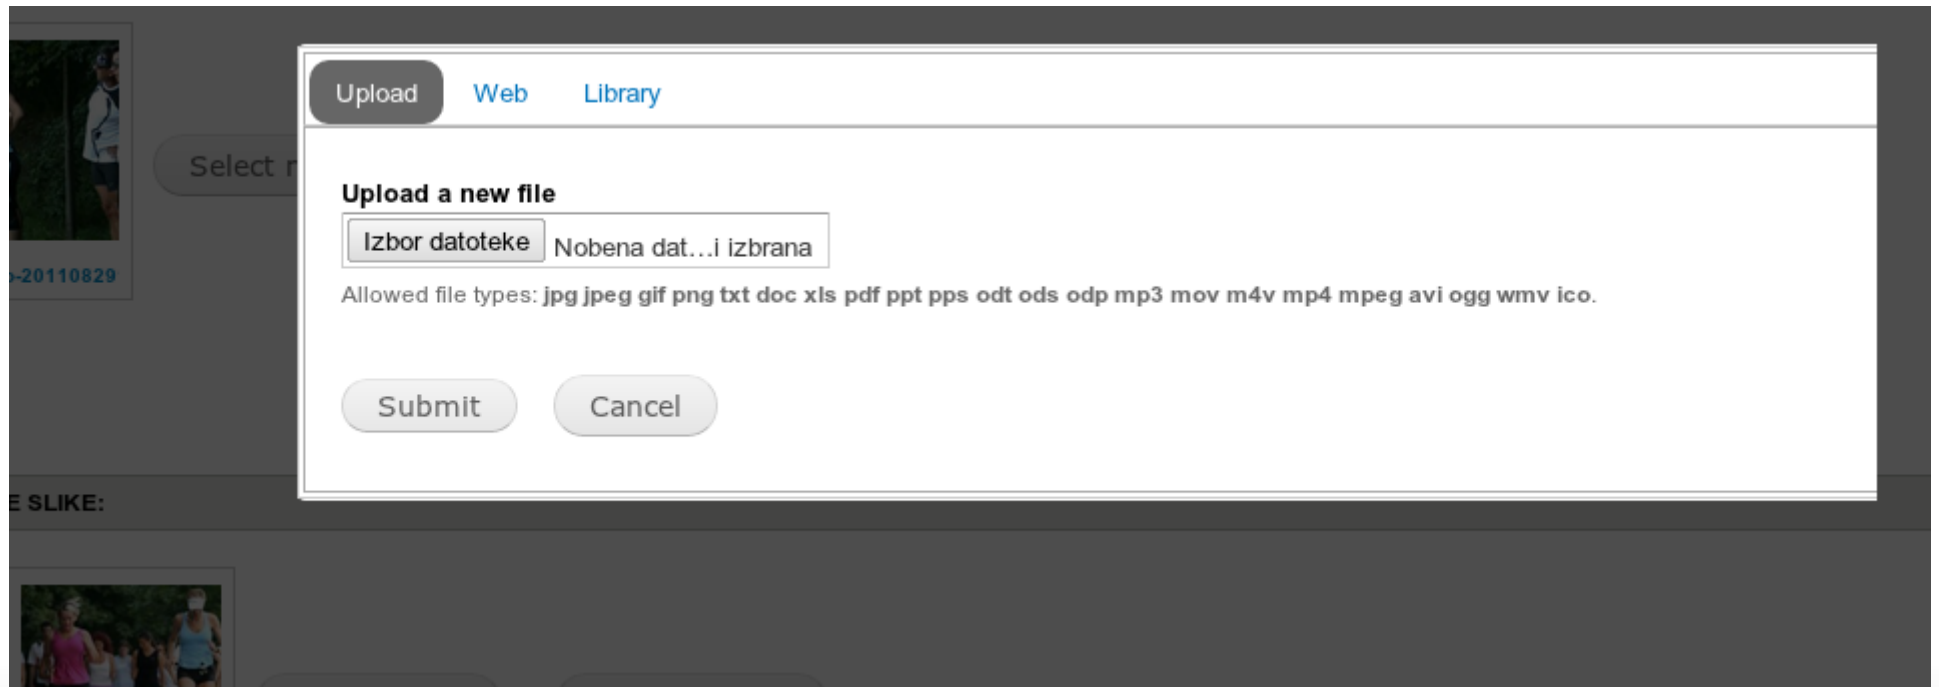 Upload Web Library
Select
Upload a new file
Izbor datoteke Nobena dat...i izbrana
-20110829
Allowed file types: jpg jpeg gif png txt doc xls pdf ppt pps odt ods odp mp3 mov m4v mp4 mpeg avi ogg wmv ico.
Submit Cancel
E SLIKE: